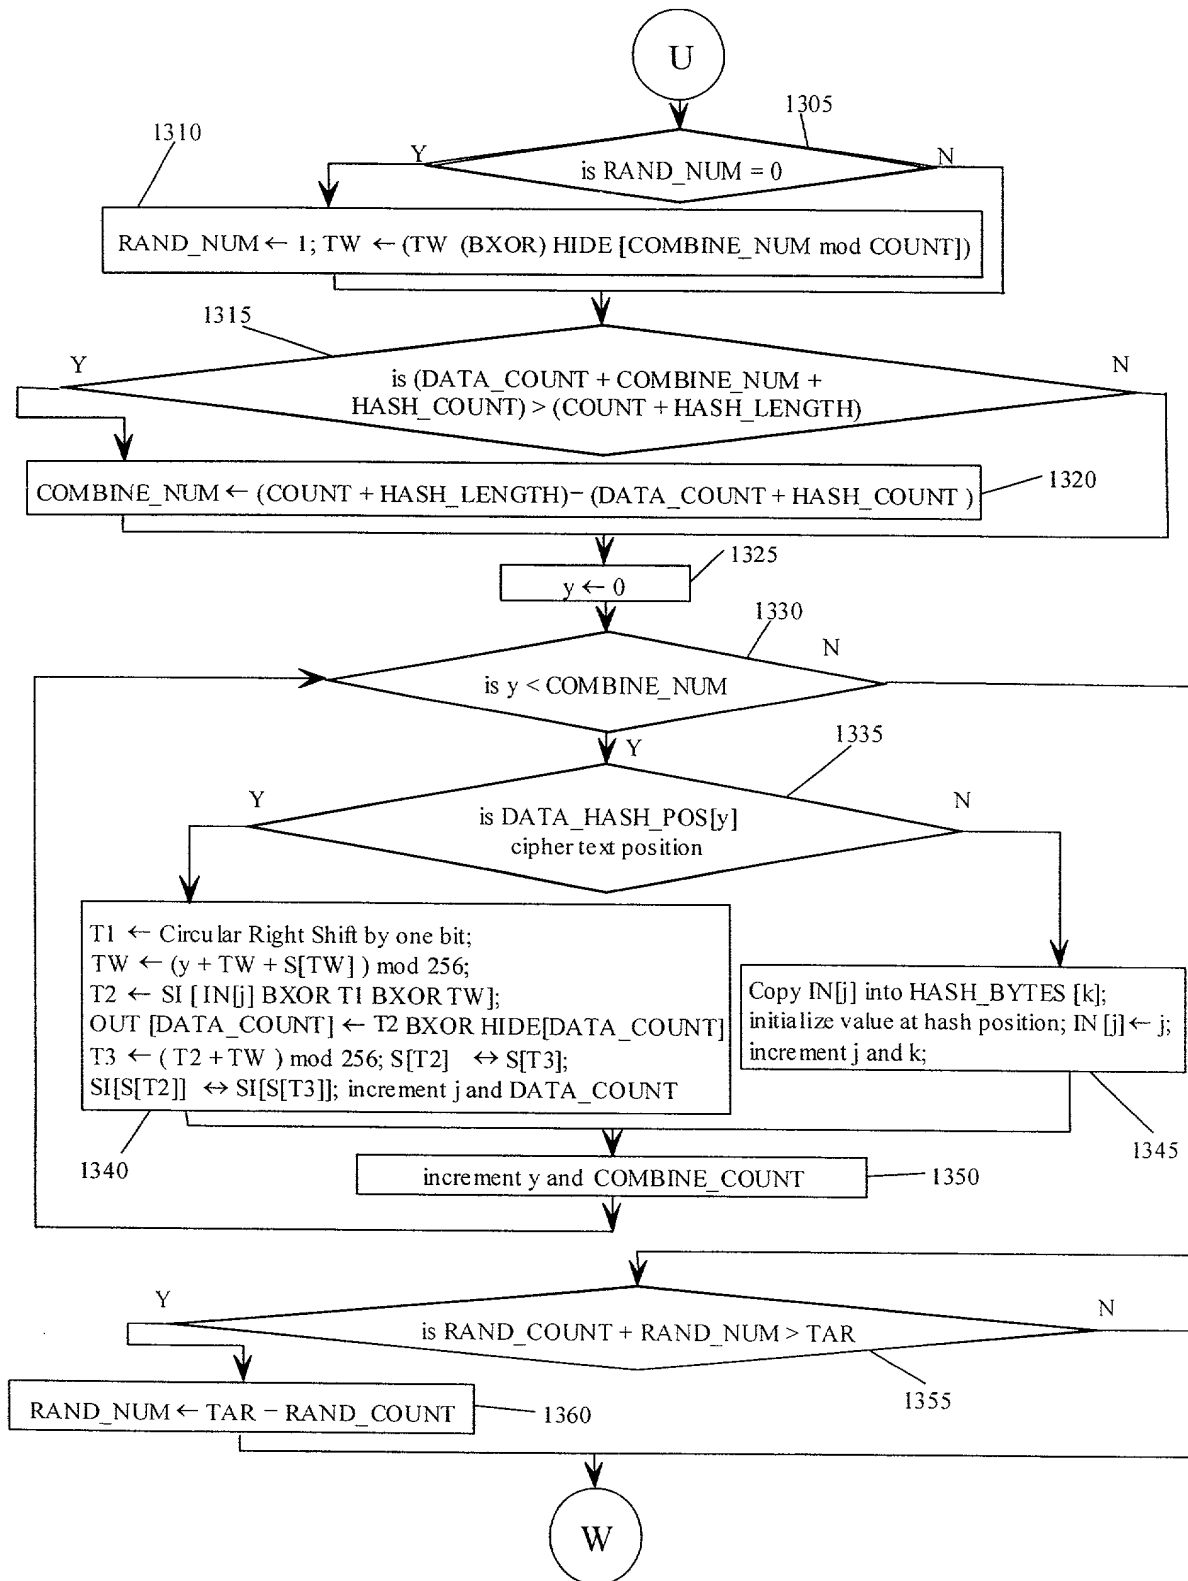 U
1305
1310
Y
N
is RAND_NUM = 0
RAND_NUM ← 1; TW ← (TW (BXOR) HIDE [COMBINE_NUM mod COUNT])
1315
Y
N
is (DATA_COUNT + COMBINE_NUM +
HASH_COUNT) > (COUNT + HASH_LENGTH)
COMBINE_NUM ← (COUNT + HASH_LENGTH) − (DATA_COUNT + HASH_COUNT )
1320
1325
y ← 0
1330
N
is y < COMBINE_NUM
Y
1335
Y
N
is DATA_HASH_POS[y]
cipher text position
T1 ← Circular Right Shift by one bit;
TW ← (y + TW + S[TW] ) mod 256;
T2 ← SI [ IN[j] BXOR T1 BXOR TW];
OUT [DATA_COUNT] ← T2 BXOR HIDE[DATA_COUNT]
T3 ← ( T2 + TW ) mod 256; S[T2] ↔ S[T3];
SI[S[T2]] ↔ SI[S[T3]]; increment j and DATA_COUNT
Copy IN[j] into HASH_BYTES [k];
initialize value at hash position; IN [j] ← j;
increment j and k;
1340
1345
increment y and COMBINE_COUNT
1350
Y
N
is RAND_COUNT + RAND_NUM > TAR
1355
RAND_NUM ← TAR − RAND_COUNT
1360
W